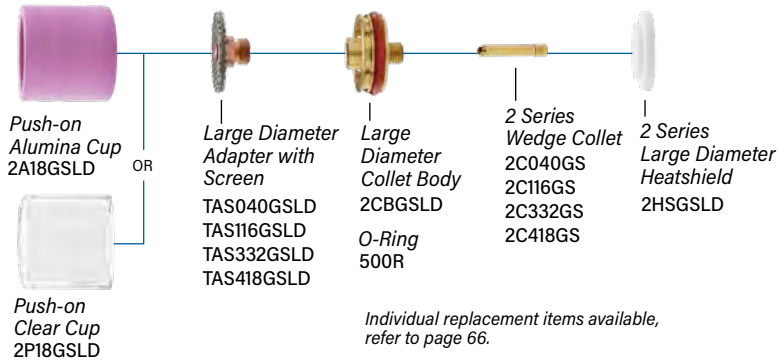 Push-on
Alumina Cup
2A18GSLD
OR
Push-on
Clear Cup
2P18GSLD
Large Diameter
Adapter with
Screen
TAS040GSLD
TAS116GSLD
TAS332GSLD
TAS418GSLD
Large
Diameter
Collet Body
2CBGSLD
O-Ring
500R
2 Series
Wedge Collet
2C040GS
2C116GS
2C332GS
2C418GS
2 Series
Large Diameter
Heatshield
2HSGSLD
Individual replacement items available,
refer to page 66.